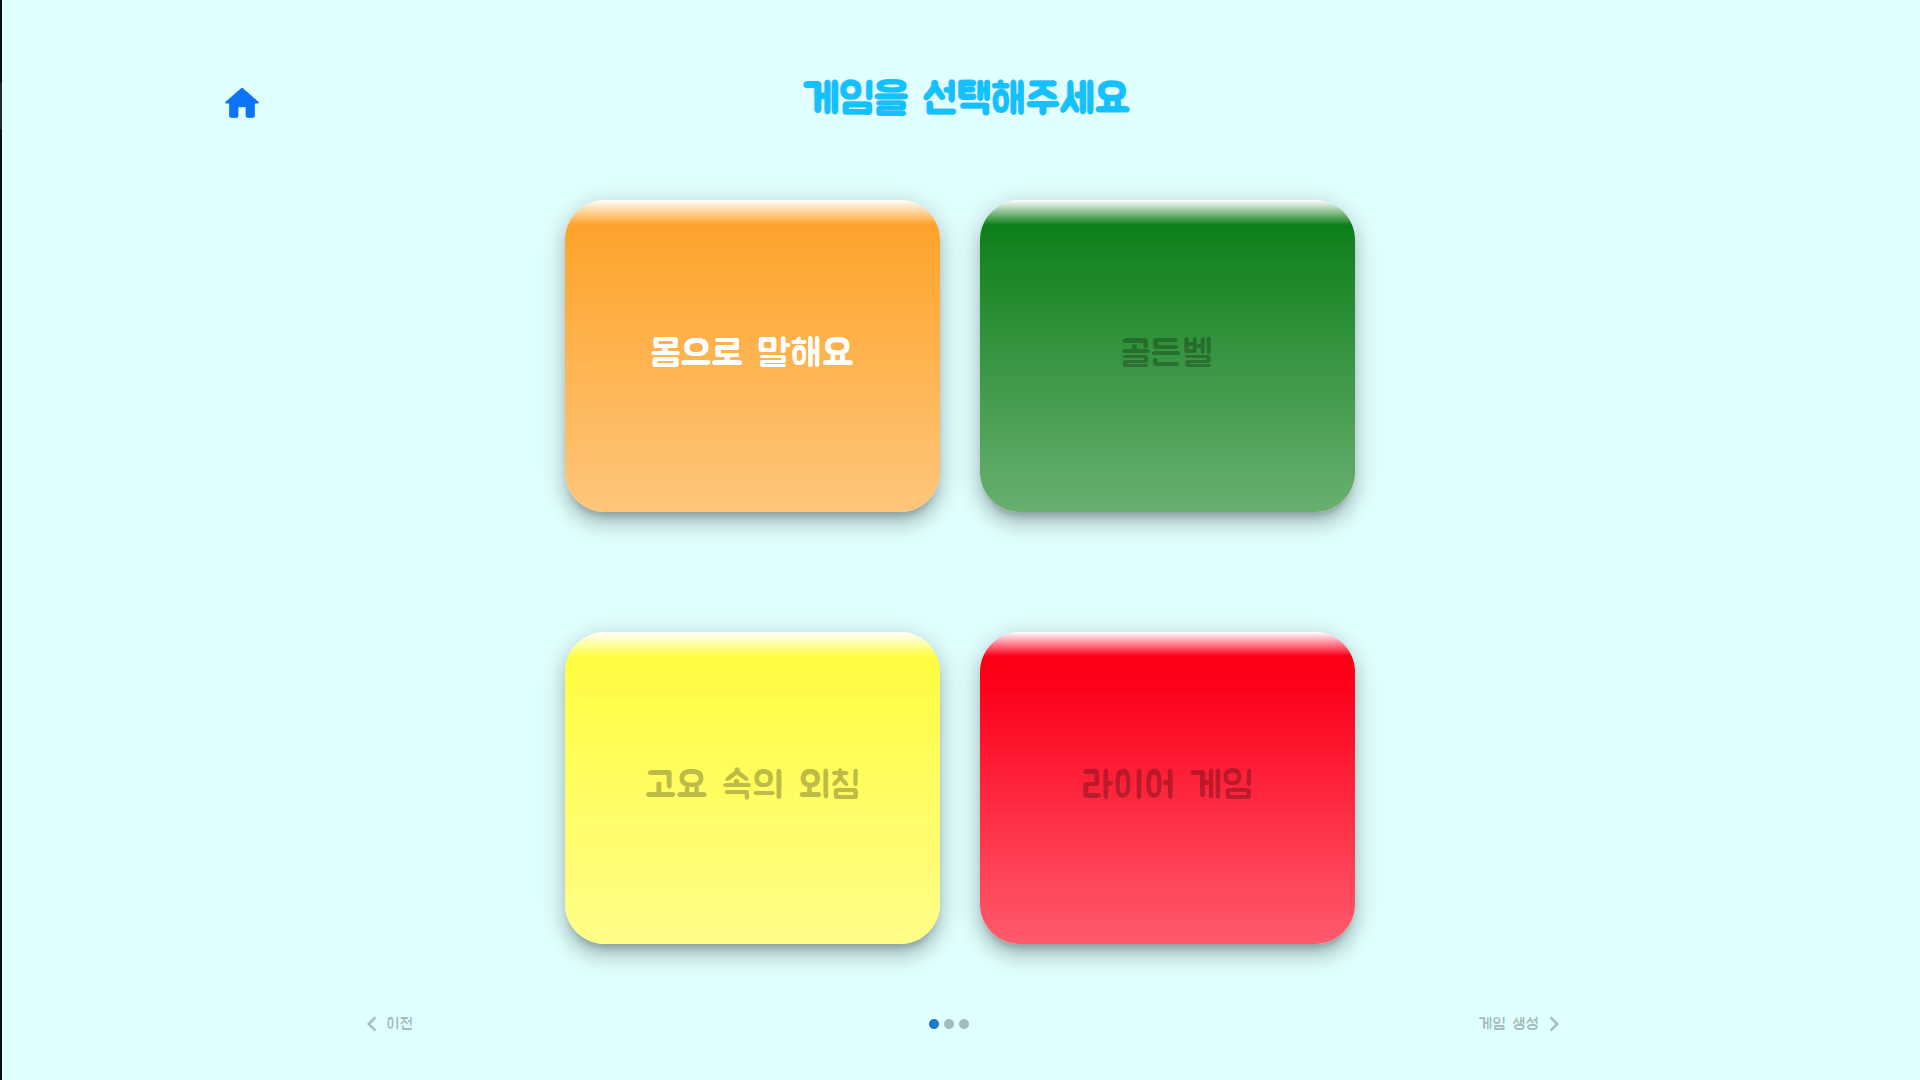 게임을 선택해주세요
몸으로 말해요
골든벨
고요 속의 외침
라이어 게임
이전
게임 생성